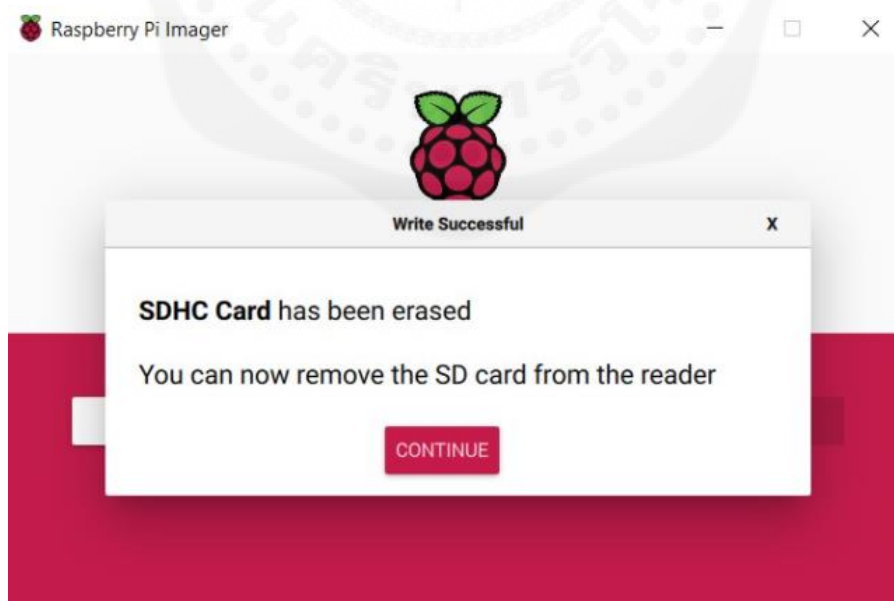 Raspberry Pi Imager
Write Successful X
SDHC Card has been erased
You can now remove the SD card from the reader
CONTINUE